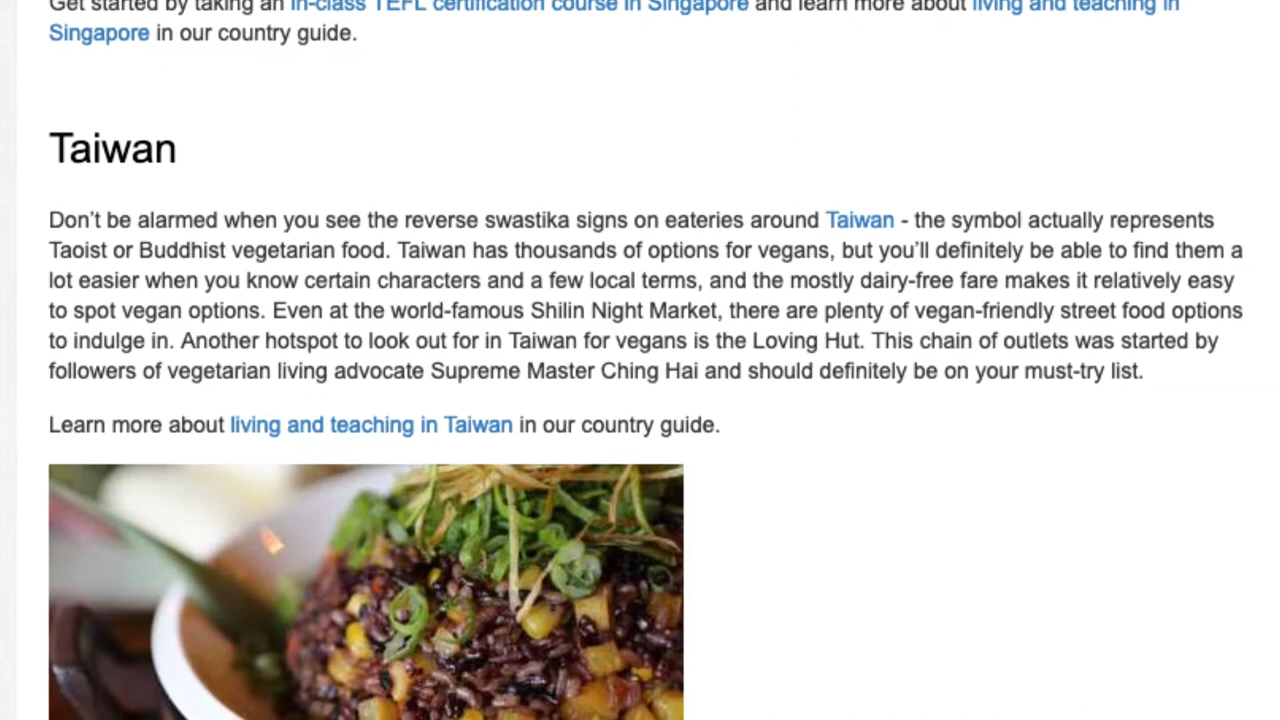 Get started by taking an in-class TEFL certification course in Singapore and learn more about living and teaching in
Singapore in our country guide.
Taiwan
Don’t be alarmed when you see the reverse swastika signs on eateries around Taiwan - the symbol actually represents
Taoist or Buddhist vegetarian food. Taiwan has thousands of options for vegans, but you’ll definitely be able to find them a
lot easier when you know certain characters and a few local terms, and the mostly dairy-free fare makes it relatively easy
to spot vegan options. Even at the world-famous Shilin Night Market, there are plenty of vegan-friendly street food options
to indulge in. Another hotspot to look out for in Taiwan for vegans is the Loving Hut. This chain of outlets was started by
followers of vegetarian living advocate Supreme Master Ching Hai and should definitely be on your must-try list.
Learn more about living and teaching in Taiwan in our country guide.